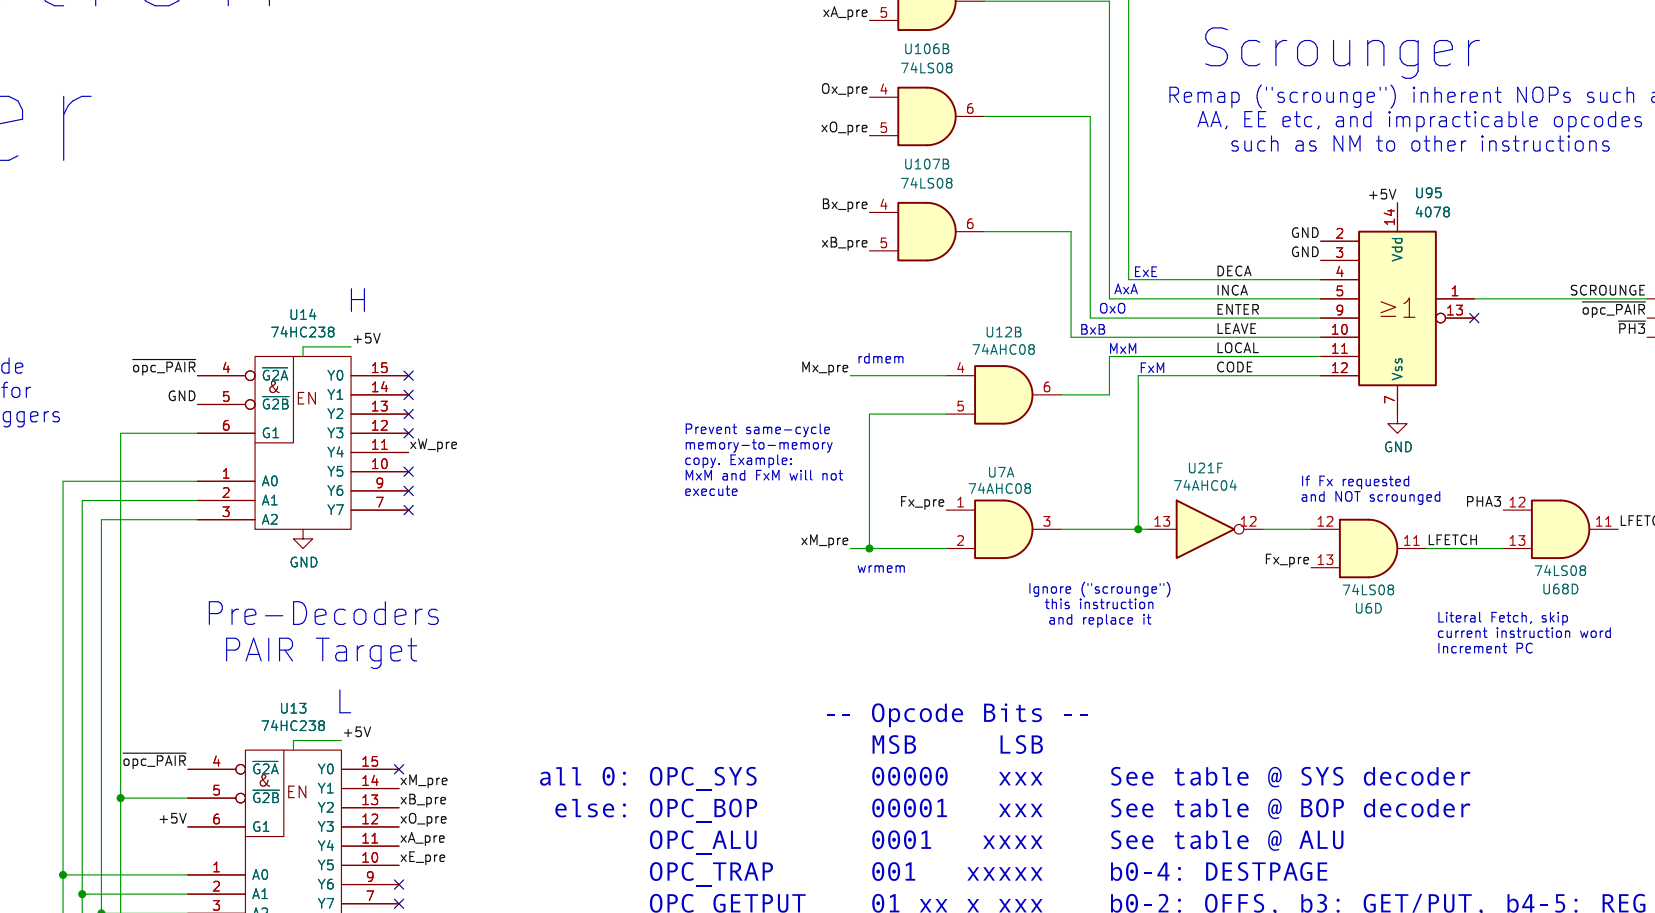 er
Scrounger
Remap ("scrounge") inherent NOPs such
AA, EE etc, and impracticable opcodes
such as NM to other instructions
xA_pre 5
U106B
74LS08
Ox_pre 4
xO_pre 5
6
U107B
74LS08
Bx_pre 4
xB_pre 5
6
+5V
U95
4078
14
Vdd
GND 2
GND 3
ExE DECA 4
AxA INCA 5
OxO ENTER 9
BxB LEAVE 10
MxM LOCAL 11
FxM CODE 12
≥1
1
13
SCROUNGE
opc_PAIR
PH3
Vss
7
GND
U12B
74AHC08
Mx_pre rdmem 4
5
6
Prevent same-cycle
memory-to-memory
copy. Example:
MxM and FxM will not
execute
U7A
74AHC08
Fx_pre 1
xM_pre 2
wrmem
3
U21F
74AHC04
13 12
Ignore ("scrounge")
this instruction
and replace it
If Fx requested
and NOT scrounged
12
Fx_pre 13
11 LFETCH
74LS08
U6D
PHA3 12
13
11
74LS08
U68D
Literal Fetch, skip
current instruction word
Increment PC
de
for
ggers
H
U14
74HC238
+5V
opc_PAIR 4 G2A
&
GND 5 G2B
EN
6 G1
1 A0
2 A1
3 A2
Y0 15
Y1 14
Y2 13
Y3 12
Y4 11 xW_pre
Y5 10
Y6 9
Y7 7
GND
Pre-Decoders
PAIR Target
L
U13
74HC238
+5V
opc_PAIR 4 G2A
&
5 G2B
EN
+5V 6 G1
1 A0
2 A1
3 A2
Y0 15
Y1 14 xM_pre
Y2 13 xB_pre
Y3 12 xO_pre
Y4 11 xA_pre
Y5 10 xE_pre
Y6 9
Y7 7
-- Opcode Bits --
MSB LSB
all 0: OPC_SYS 00000 xxx See table @ SYS decoder
else: OPC_BOP 00001 xxx See table @ BOP decoder
OPC_ALU 0001 xxxx See table @ ALU
OPC_TRAP 001 xxxxx b0-4: DESTPAGE
OPC_GETPUT 01 xx x xxx b0-2: OFFS, b3: GET/PUT, b4-5: REG